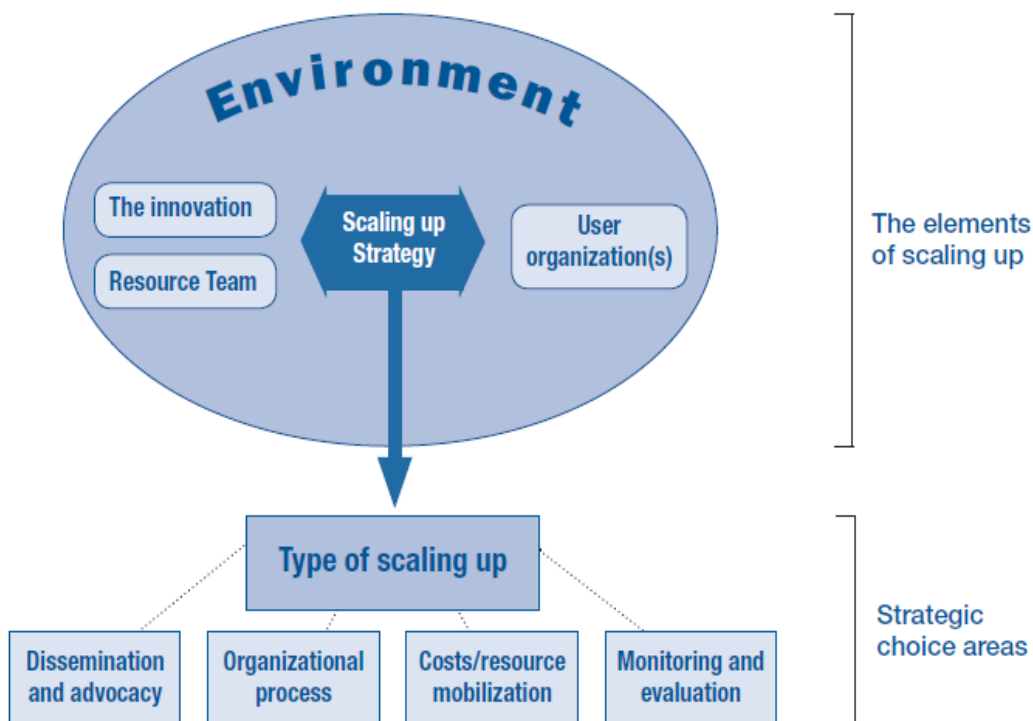 Environment
The innovation
Resource Team
Scaling up
Strategy
User
organization(s)
The elements
of scaling up
Type of scaling up
Dissemination
and advocacy
Organizational
process
Costs/resource
mobilization
Monitoring and
evaluation
Strategic
choice areas